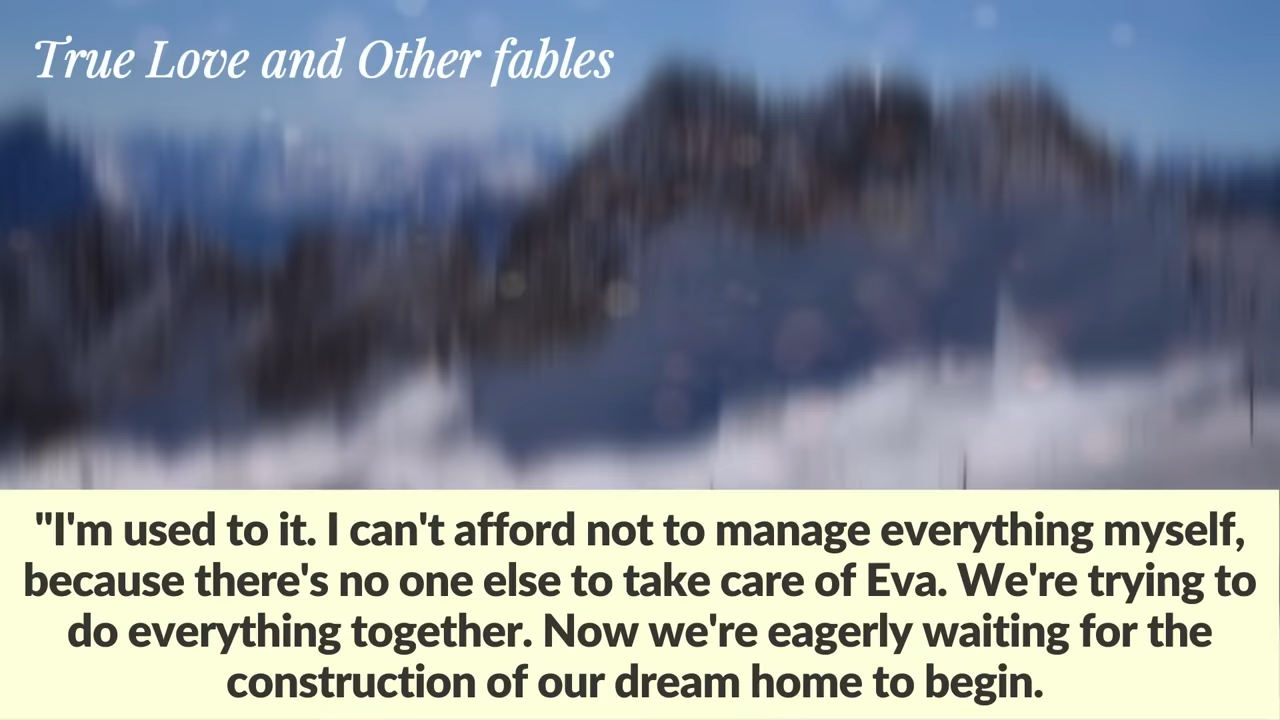 True Love and Other fables
"I'm used to it. I can't afford not to manage everything myself,
because there's no one else to take care of Eva. We're trying to
do everything together. Now we're eagerly waiting for the
construction of our dream home to begin.